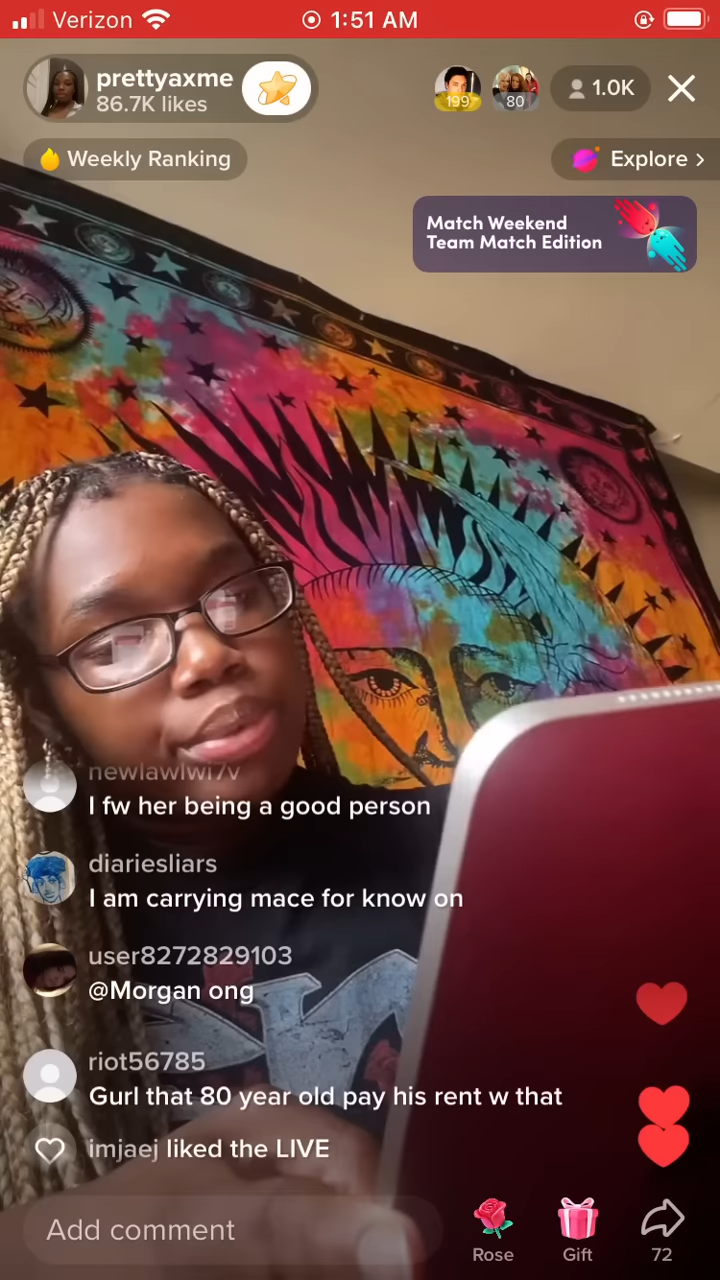 Verizon
1:51 AM
prettyaxme
86.7K likes
199
80
1.0K
Weekly Ranking
Explore >
Match Weekend
Team Match Edition
newlawlwi7v
I fw her being a good person
diariesliars
I am carrying mace for know on
user8272829103
@Morgan ong
riot56785
Gurl that 80 year old pay his rent w that
imjaej liked the LIVE
Add comment
Rose
Gift
72